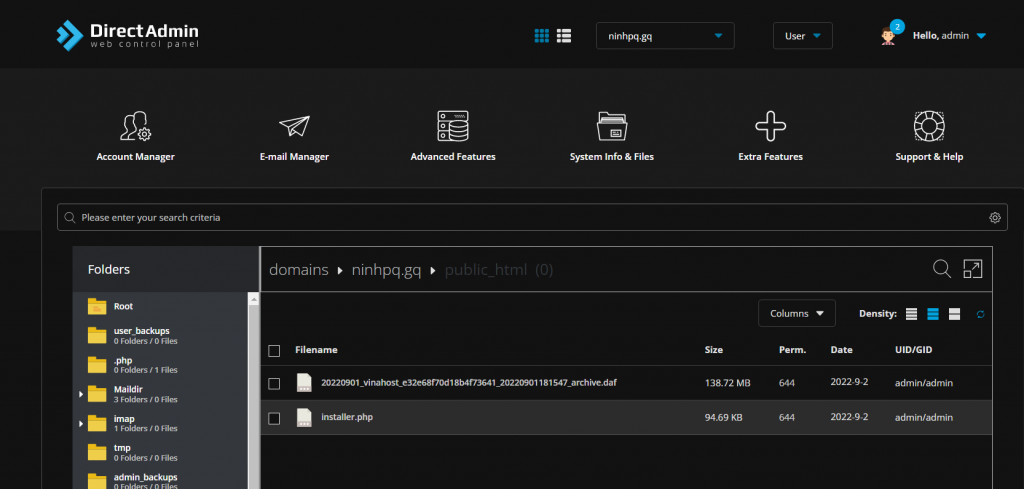 DirectAdmin
web control panel
ninhpq.gq
User
2
Hello, admin
Account Manager
E-mail Manager
Advanced Features
System Info & Files
Extra Features
Support & Help
Please enter your search criteria
Folders
domains ninhpq.gq public_html (0)
Root
user_backups
0 Folders / 0 Files
.php
0 Folders / 1 Files
Maildir
3 Folders / 0 Files
imap
1 Folders / 0 Files
tmp
0 Folders / 0 Files
admin_backups
0 Folders / 0 Files
Columns
Density:
Filename Size Perm. Date UID/GID
20220901_vinahost_e32e68f70d18b4f73641_20220901181547_archive.daf 138.72 MB 644 2022-9-2 admin/admin
installer.php 94.69 KB 644 2022-9-2 admin/admin